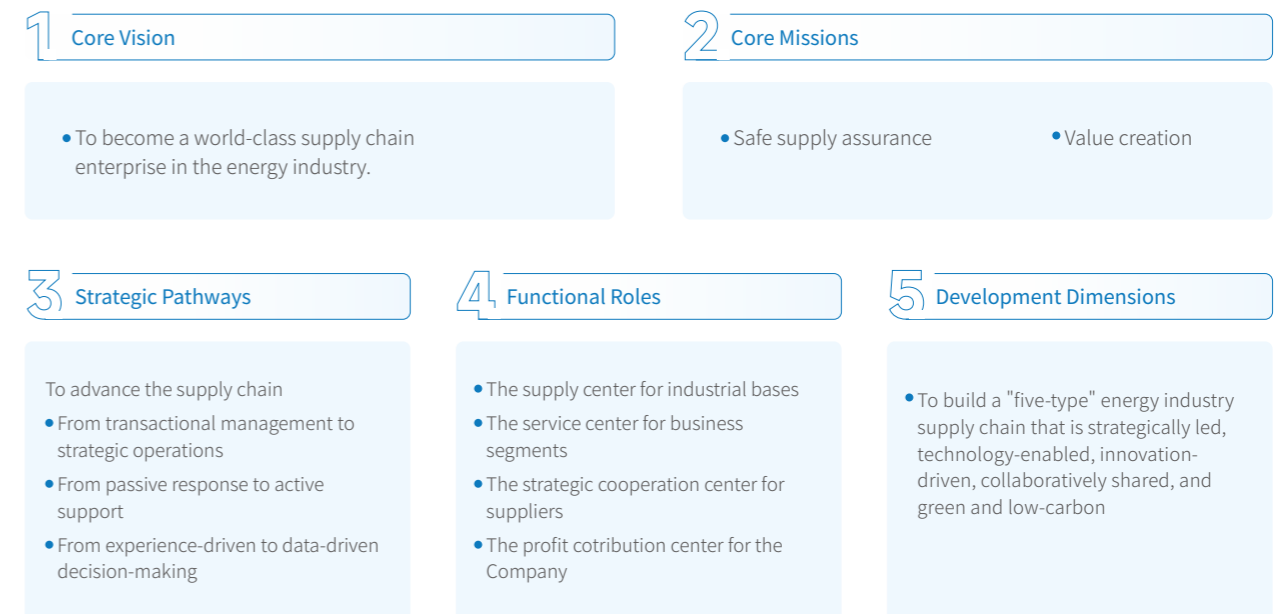 1 Core Vision
• To become a world-class supply chain
enterprise in the energy industry.
2 Core Missions
• Safe supply assurance
• Value creation
3 Strategic Pathways
To advance the supply chain
• From transactional management to
strategic operations
• From passive response to active
support
• From experience-driven to data-driven
decision-making
4 Functional Roles
• The supply center for industrial bases
• The service center for business
segments
• The strategic cooperation center for
suppliers
• The profit cotribution center for the
Company
5 Development Dimensions
• To build a "five-type" energy industry
supply chain that is strategically led,
technology-enabled, innovation-
driven, collaboratively shared, and
green and low-carbon